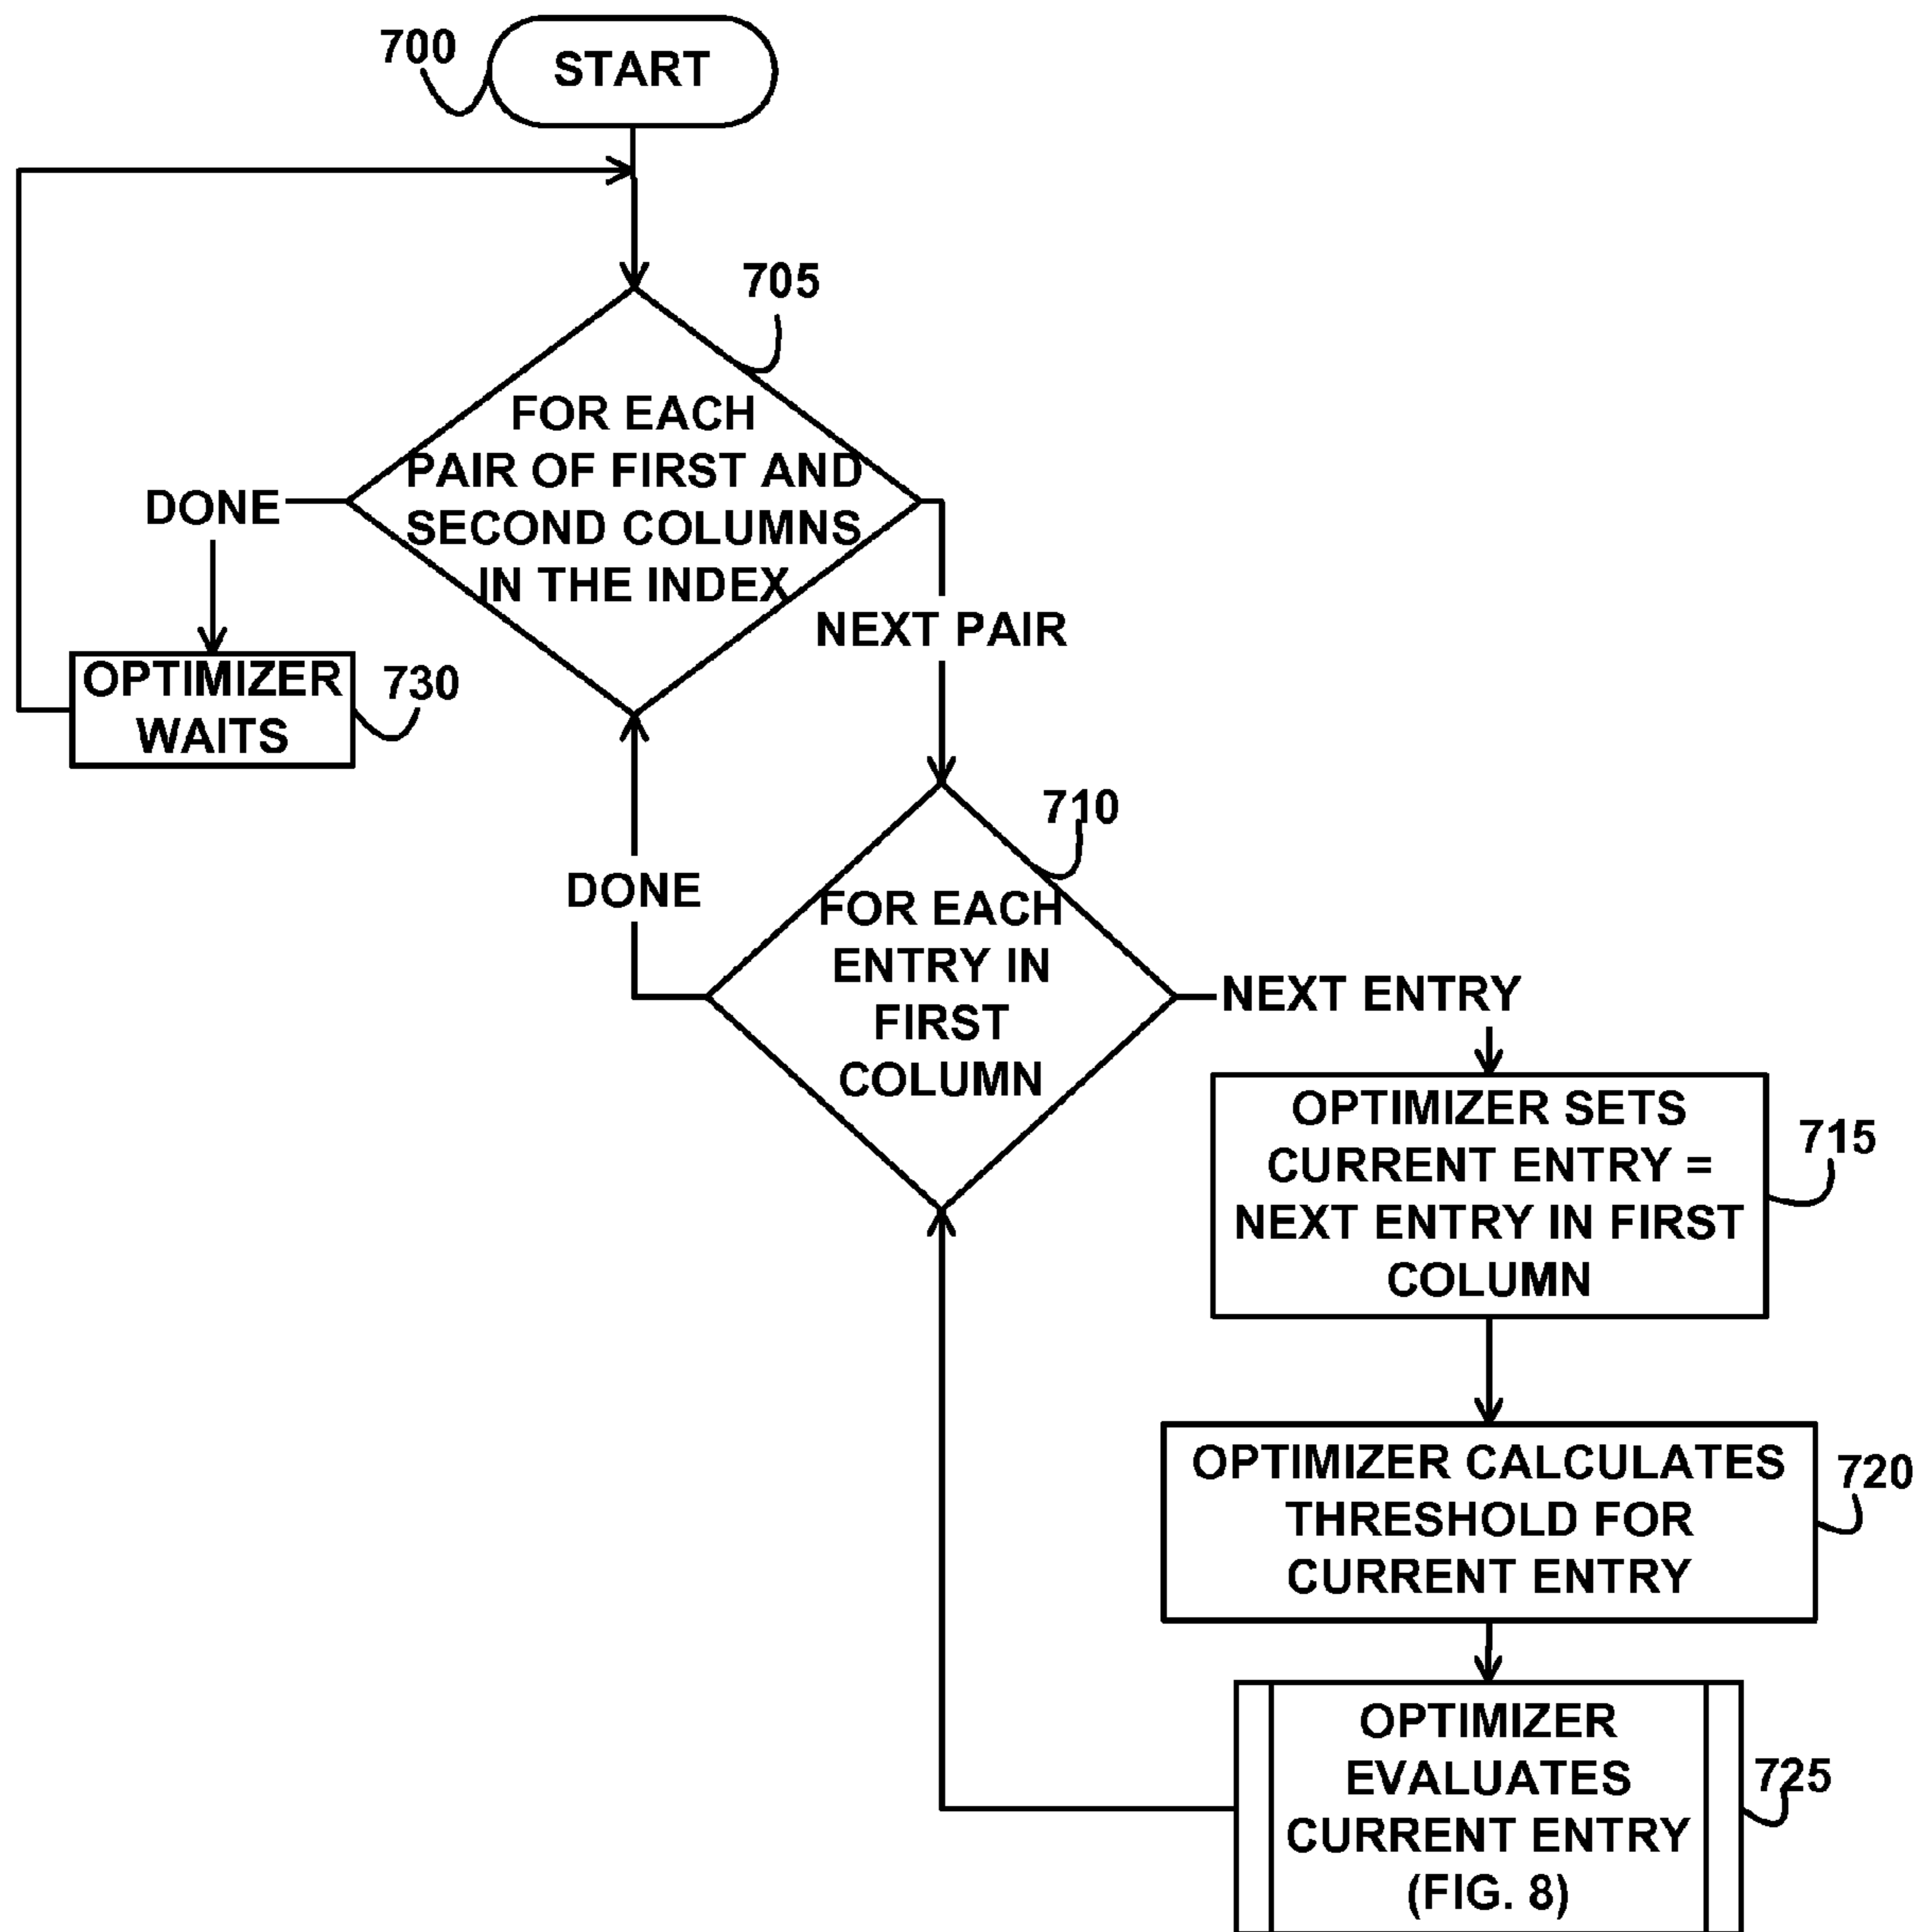 700
START
705
FOR EACH
PAIR OF FIRST AND
SECOND COLUMNS
IN THE INDEX
DONE
NEXT PAIR
OPTIMIZER
WAITS
730
710
DONE
FOR EACH
ENTRY IN
FIRST
COLUMN
NEXT ENTRY
OPTIMIZER SETS
CURRENT ENTRY =
NEXT ENTRY IN FIRST
COLUMN
715
OPTIMIZER CALCULATES
THRESHOLD FOR
CURRENT ENTRY
720
OPTIMIZER
EVALUATES
CURRENT ENTRY
(FIG. 8)
725